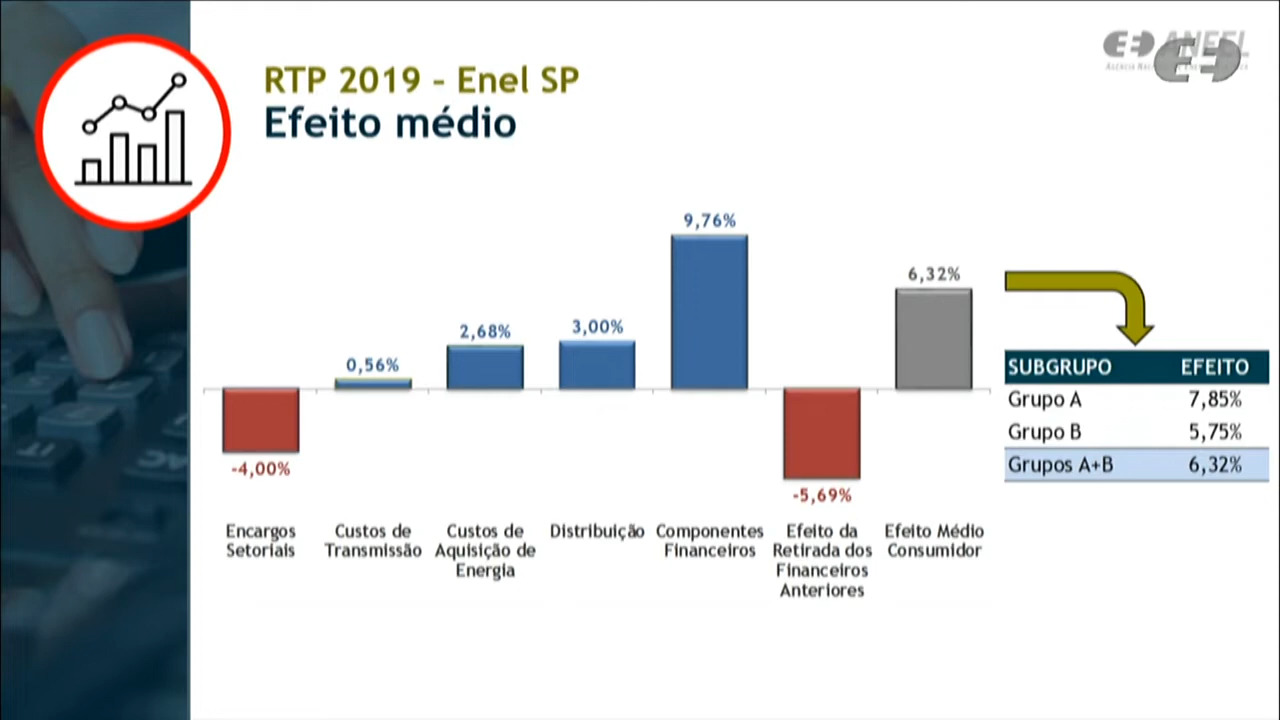 RTP 2019 - Enel SP
Efeito médio
ANEEL
9,76%
6,32%
3,00%
2,68%
0,56%
-4,00%
-5,69%
Encargos
Setoriais
Custos de
Transmissão
Custos de
Aquisição de
Energia
Distribuição
Componentes
Financeiros
Efeito da
Retirada dos
Financeiros
Anteriores
Efeito Médio
Consumidor
SUBGRUPO EFEITO
Grupo A 7,85%
Grupo B 5,75%
Grupos A+B 6,32%